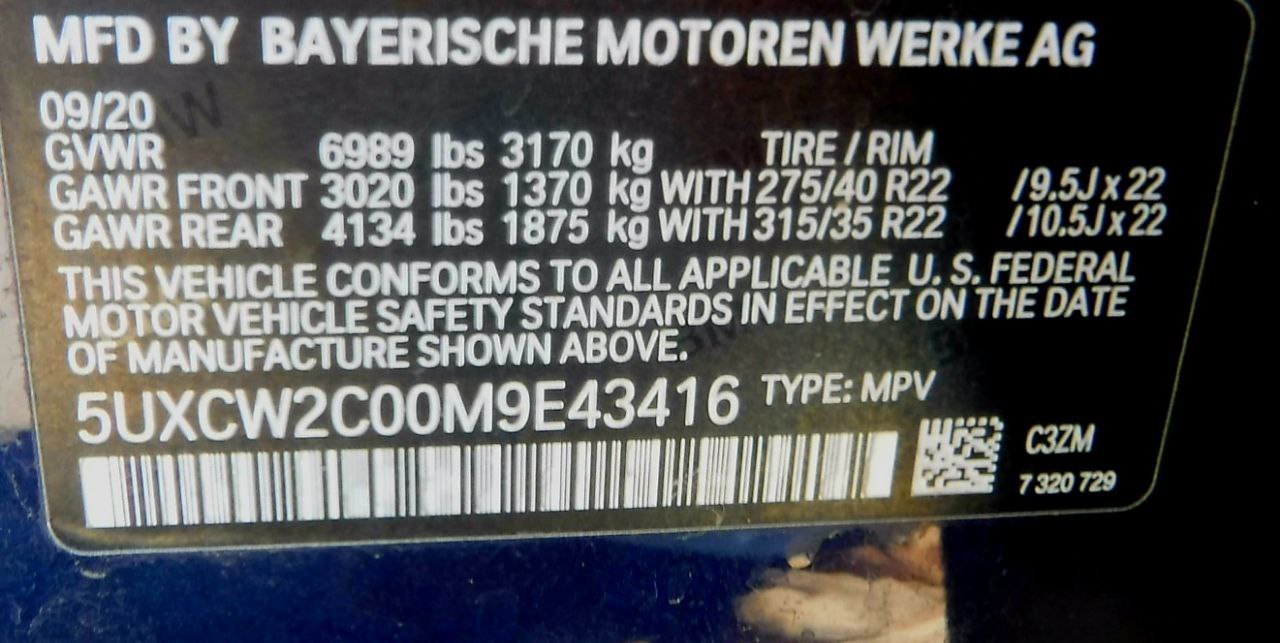 MFD BY BAYERISCHE MOTOREN WERKE AG
09/20
GVWR 6989 lbs 3170 kg TIRE / RIM
GAWR FRONT 3020 lbs 1370 kg WITH 275/40 R22 /9.5J x 22
GAWR REAR 4134 lbs 1875 kg WITH 315/35 R22 /10.5J x 22
THIS VEHICLE CONFORMS TO ALL APPLICABLE U. S. FEDERAL
MOTOR VEHICLE SAFETY STANDARDS IN EFFECT ON THE DATE
OF MANUFACTURE SHOWN ABOVE.
5UXCW2C00M9E43416 TYPE: MPV
C3ZM
7 320 729